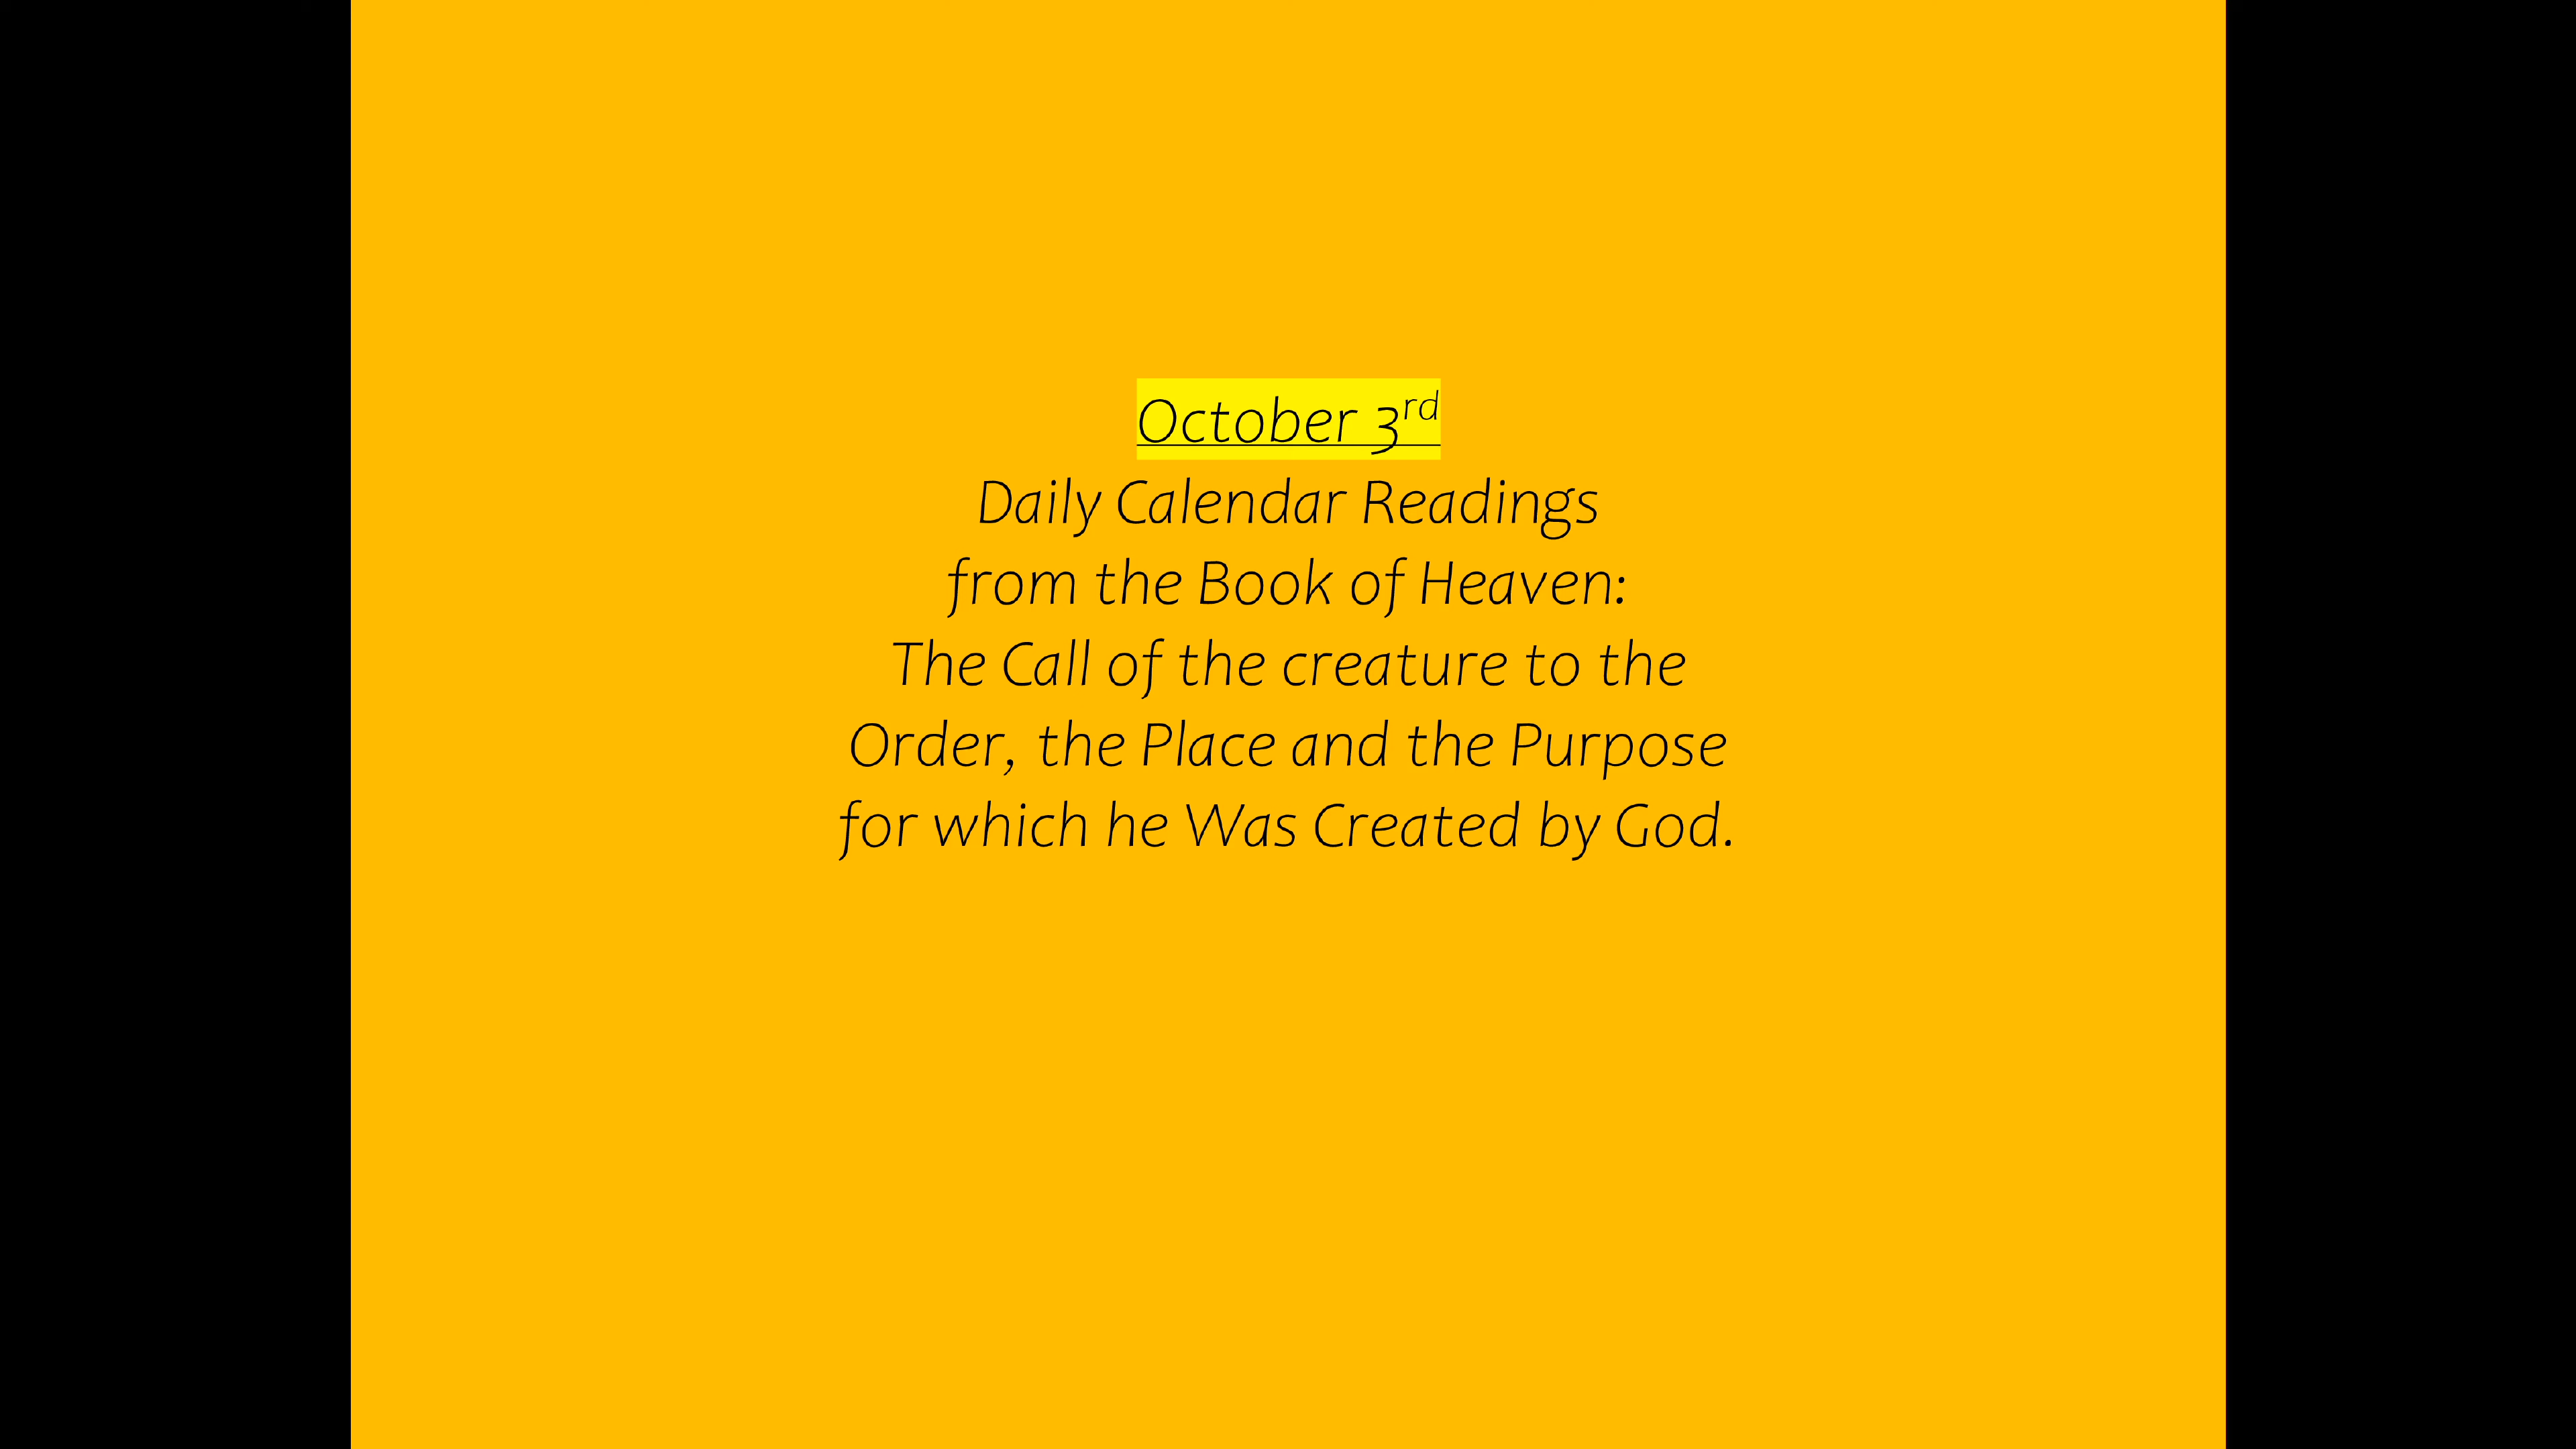 October 3rd
Daily Calendar Readings
from the Book of Heaven:
The Call of the creature to the
Order, the Place and the Purpose
for which he Was Created by God.